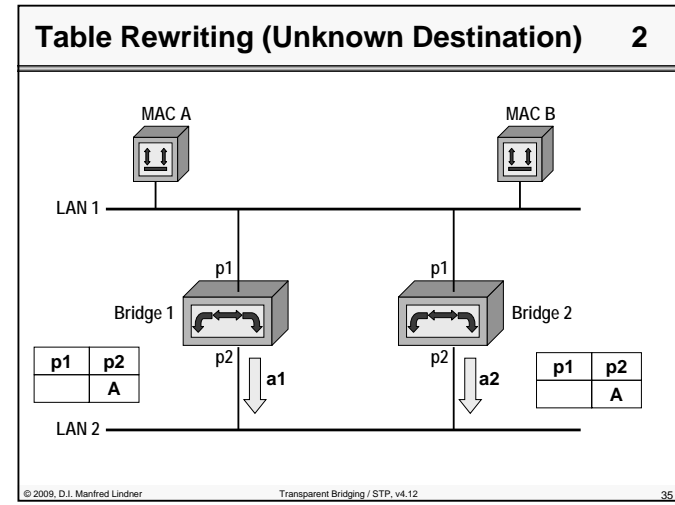 Table Rewriting (Unknown Destination) 2
MAC A MAC B
LAN 1
p1 p1
Bridge 1 Bridge 2
p2 p2
p1 p2 a1 a2 p1 p2
A A
LAN 2
© 2009, D.I. Manfred Lindner Transparent Bridging / STP, v4.12 35